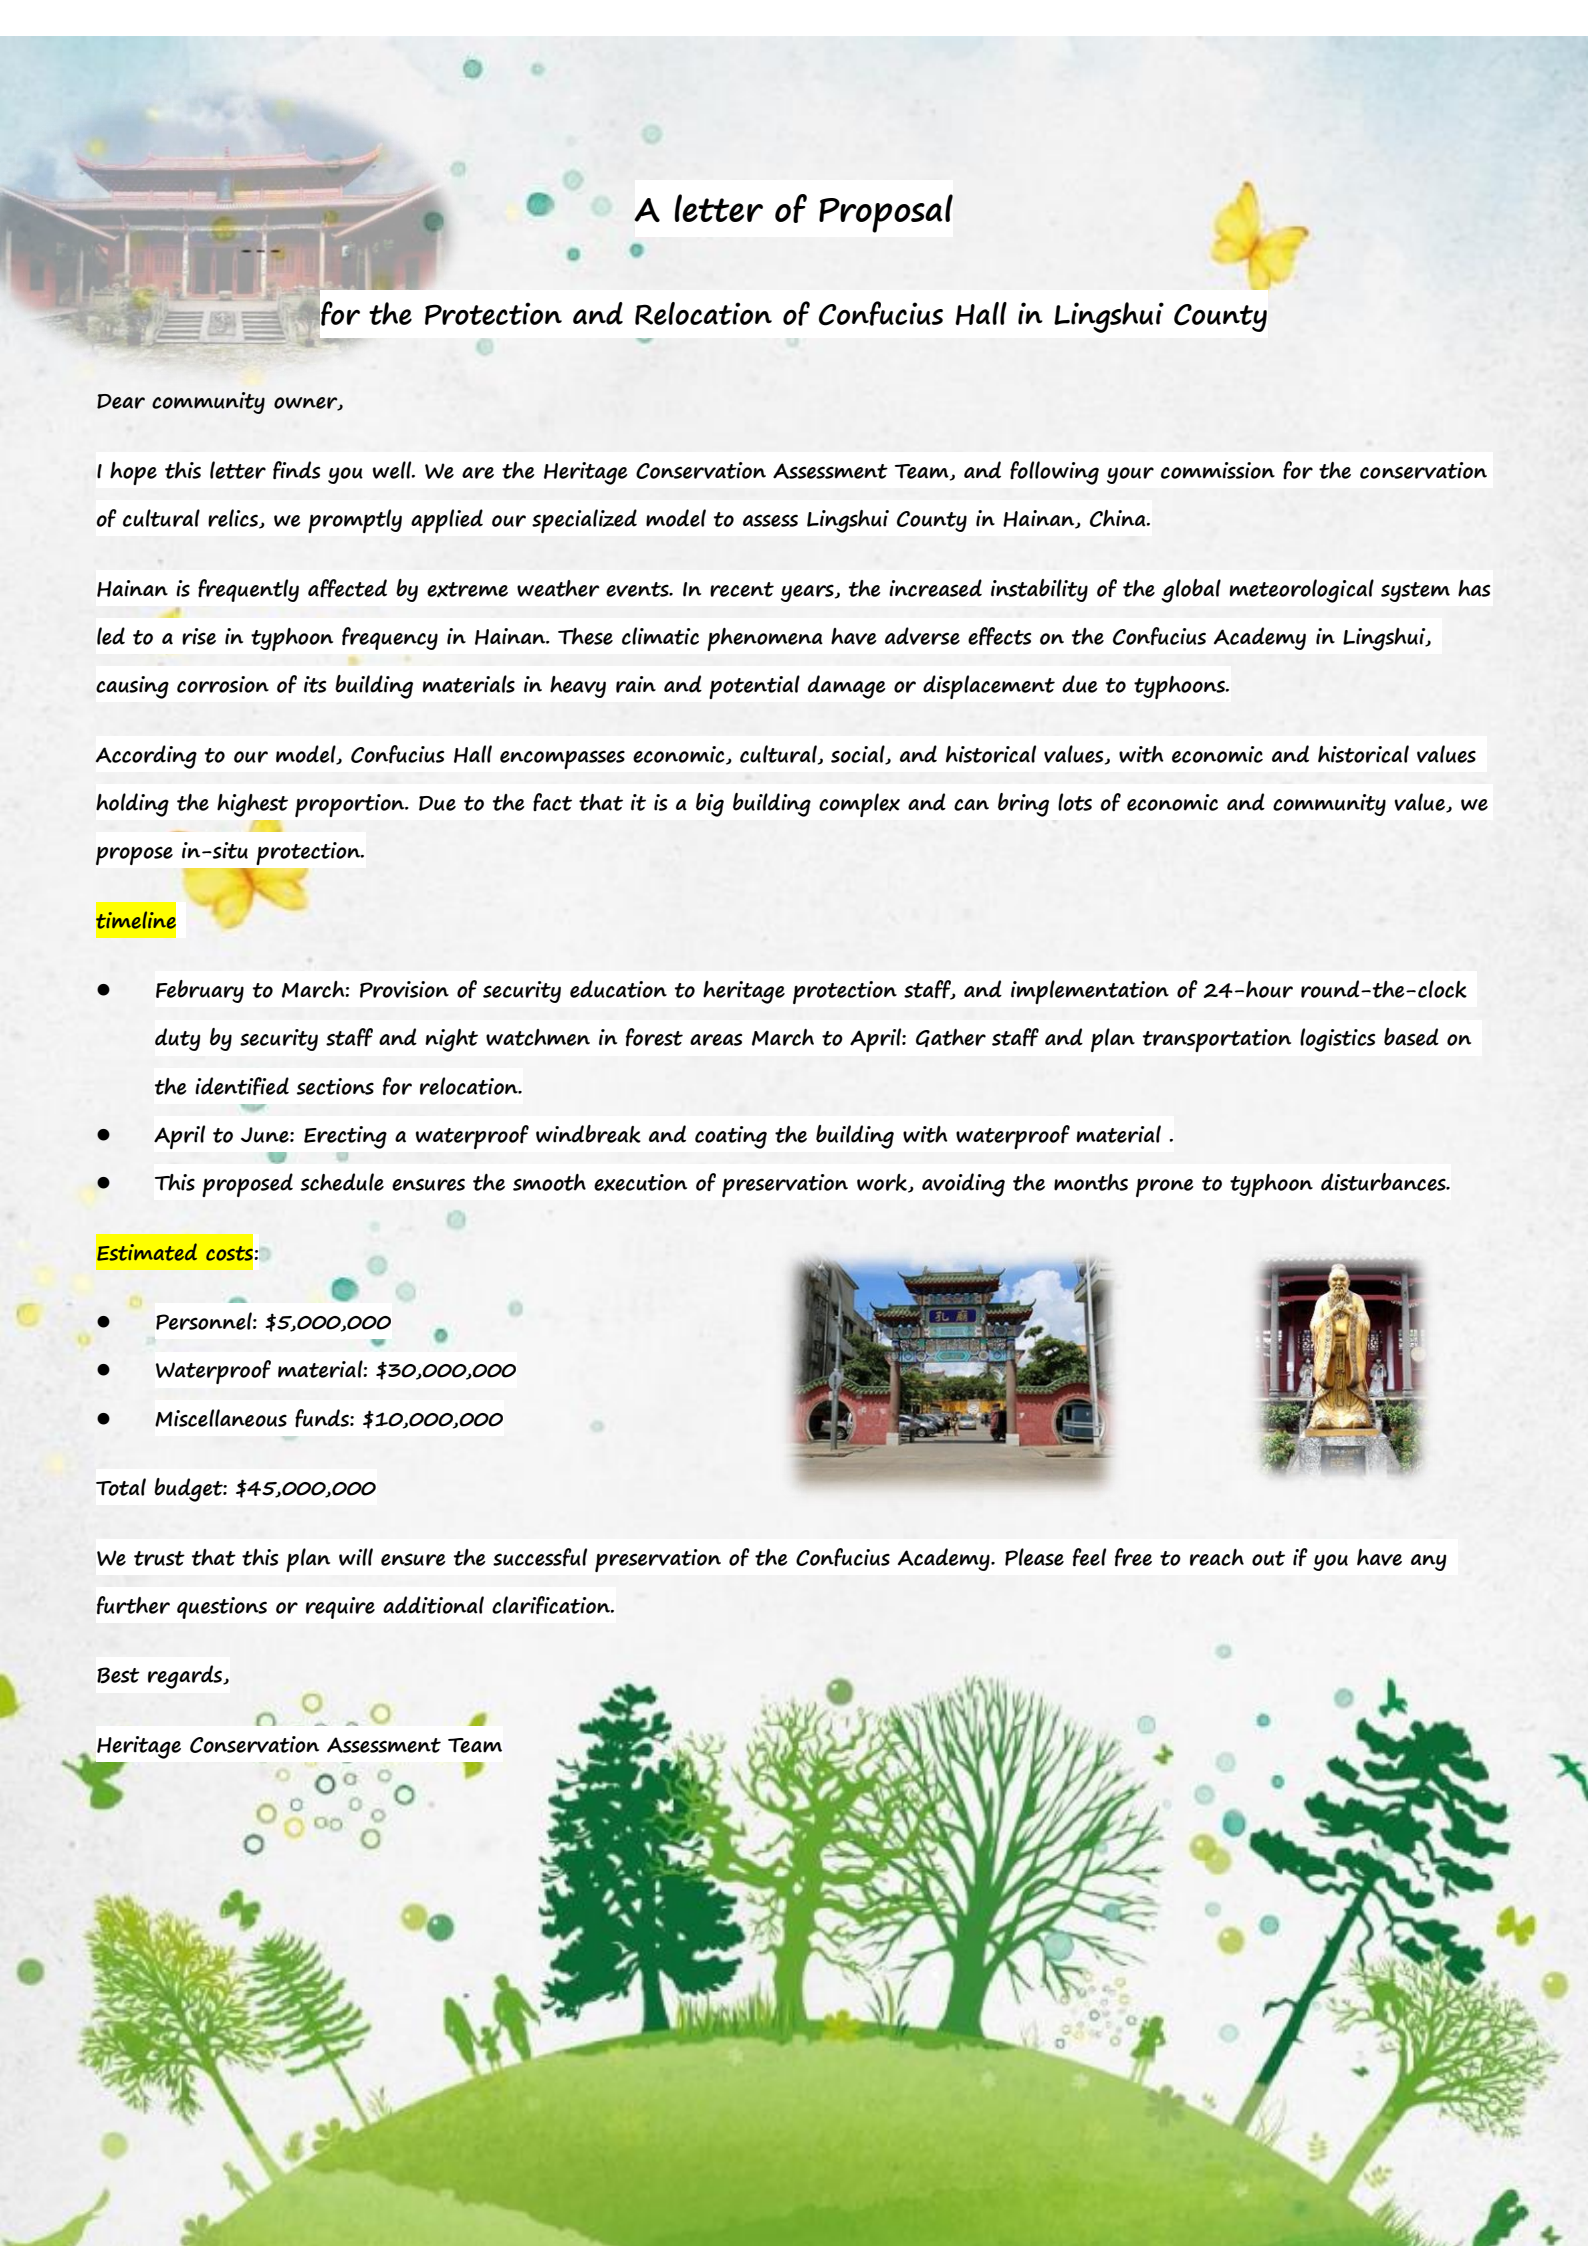 A letter of Proposal
---
for the Protection and Relocation of Confucius Hall in Lingshui County
Dear community owner,
I hope this letter finds you well. We are the Heritage Conservation Assessment Team, and following your commission for the conservation
of cultural relics, we promptly applied our specialized model to assess Lingshui County in Hainan, China.
Hainan is frequently affected by extreme weather events. In recent years, the increased instability of the global meteorological system has
led to a rise in typhoon frequency in Hainan. These climatic phenomena have adverse effects on the Confucius Academy in Lingshui,
causing corrosion of its building materials in heavy rain and potential damage or displacement due to typhoons.
According to our model, Confucius Hall encompasses economic, cultural, social, and historical values, with economic and historical values
holding the highest proportion. Due to the fact that it is a big building complex and can bring lots of economic and community value, we
propose in-situ protection.
timeline
● February to March: Provision of security education to heritage protection staff, and implementation of 24-hour round-the-clock
duty by security staff and night watchmen in forest areas March to April: Gather staff and plan transportation logistics based on
the identified sections for relocation.
● April to June: Erecting a waterproof windbreak and coating the building with waterproof material .
● This proposed schedule ensures the smooth execution of preservation work, avoiding the months prone to typhoon disturbances.
Estimated costs:
● Personnel: $5,000,000
● Waterproof material: $30,000,000
● Miscellaneous funds: $10,000,000
孔廟
Total budget: $45,000,000
We trust that this plan will ensure the successful preservation of the Confucius Academy. Please feel free to reach out if you have any
further questions or require additional clarification.
Best regards,
Heritage Conservation Assessment Team